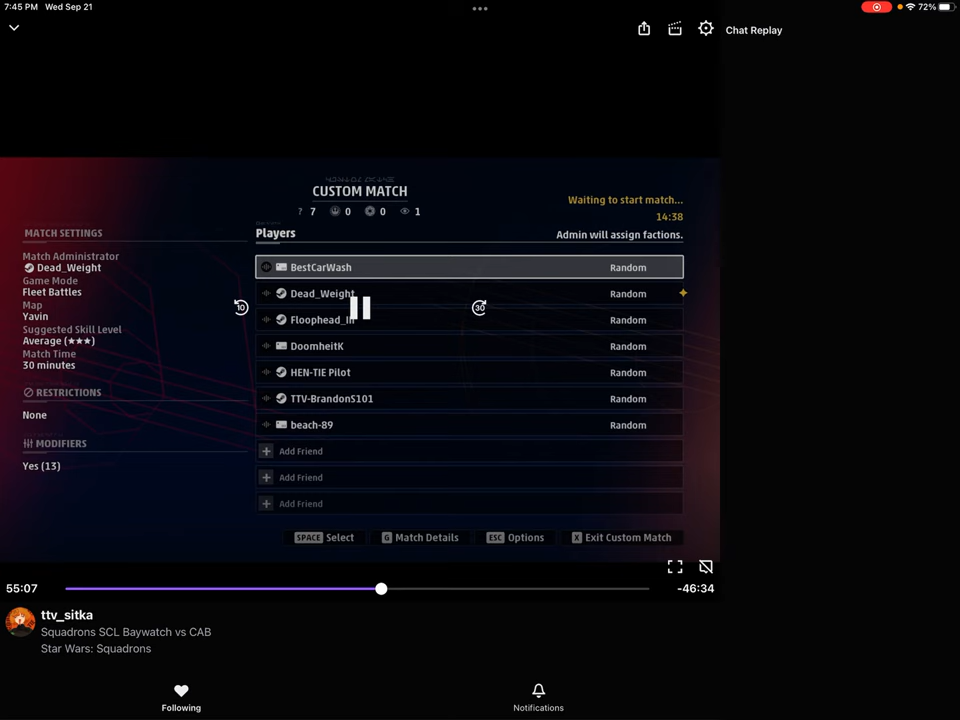 7:45 PM Wed Sep 21
72%
Chat Replay
CUSTOM MATCH
? 7 0 0 1
Waiting to start match...
14:38
Players
Admin will assign factions.
MATCH SETTINGS
Match Administrator
Dead_Weight
Game Mode
Fleet Battles
Map
Yavin
Suggested Skill Level
Average (★★★)
Match Time
30 minutes
RESTRICTIONS
None
MODIFIERS
Yes (13)
BestCarWash Random
Dead_Weight Random
Floophead_ Random
DoomheitK Random
HEN-TIE Pilot Random
TTV-BrandonS101 Random
beach-89 Random
+ Add Friend
+ Add Friend
+ Add Friend
10
30
SPACE Select G Match Details ESC Options X Exit Custom Match
55:07 -46:34
ttv_sitka
Squadrons SCL Baywatch vs CAB
Star Wars: Squadrons
Following Notifications